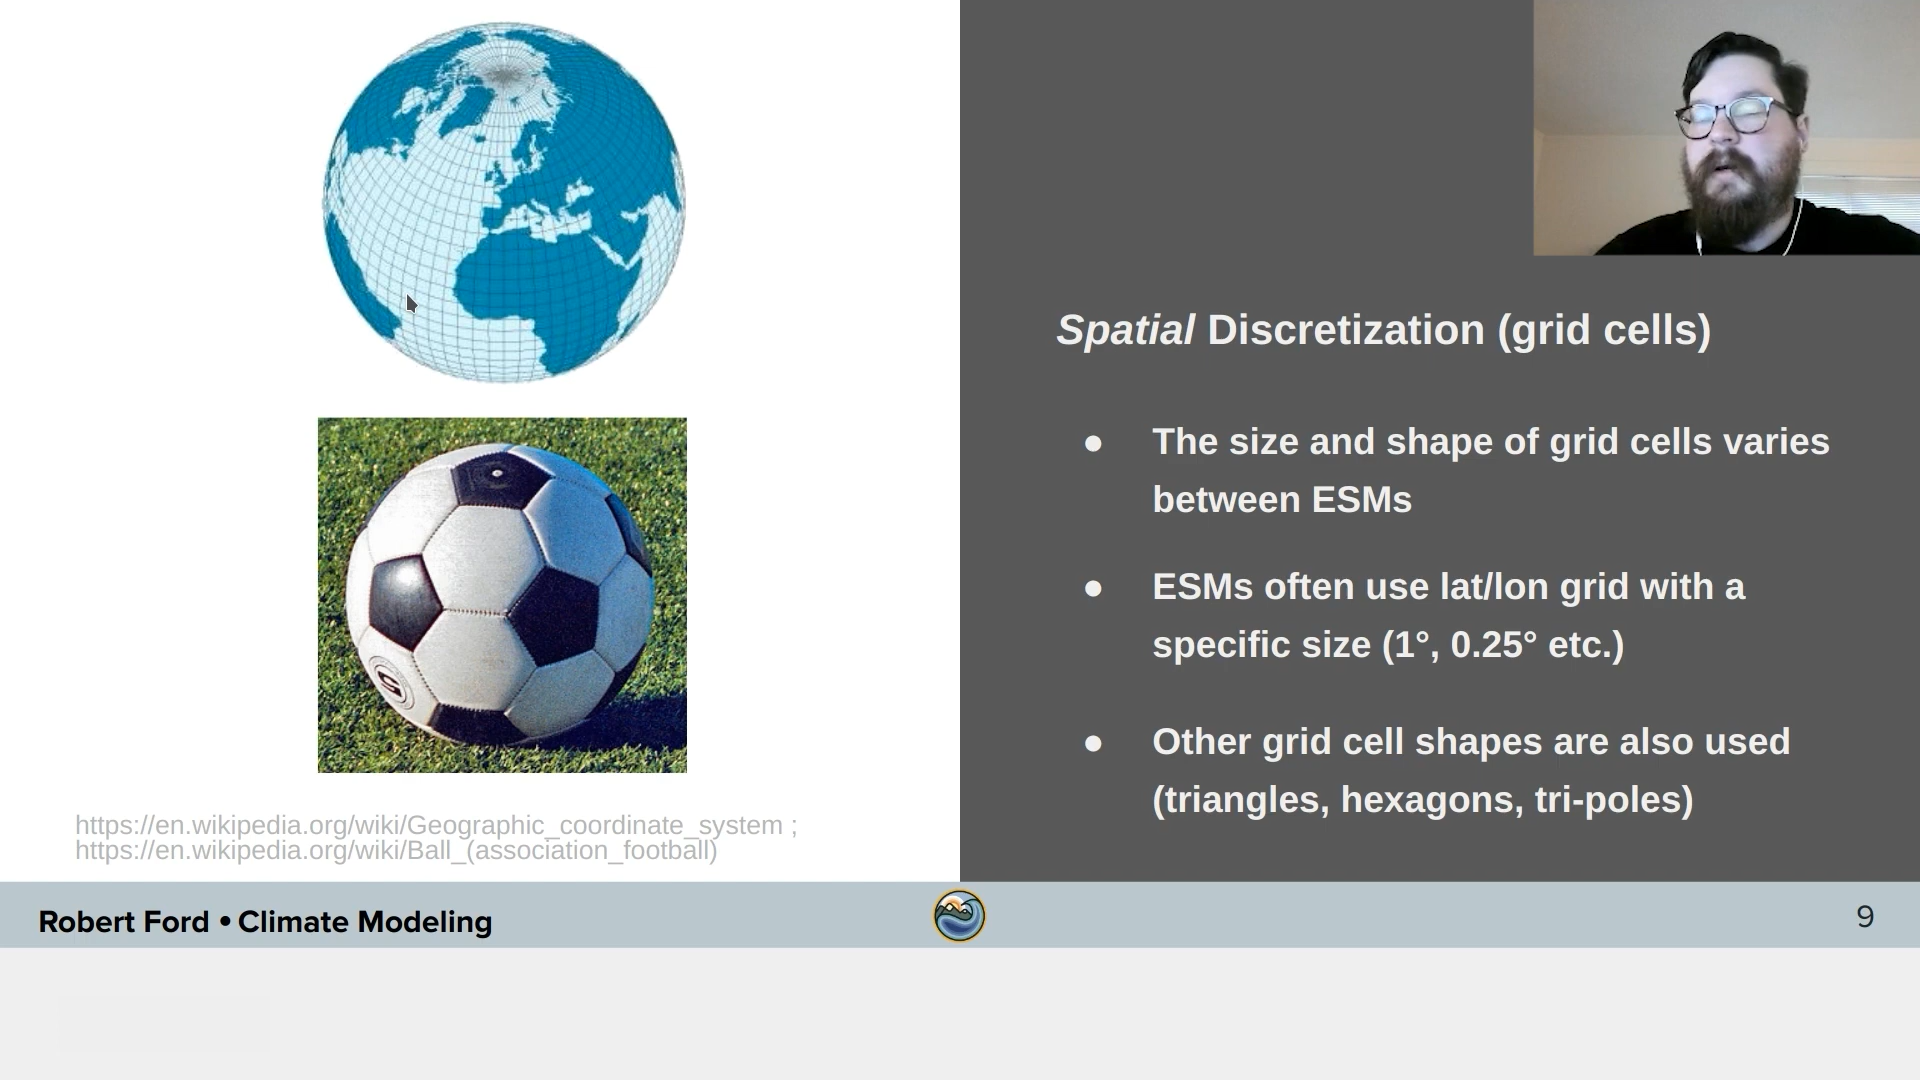 Spatial Discretization (grid cells)
● The size and shape of grid cells varies
between ESMs
● ESMs often use lat/lon grid with a
specific size (1°, 0.25° etc.)
● Other grid cell shapes are also used
(triangles, hexagons, tri-poles)
https://en.wikipedia.org/wiki/Geographic_coordinate_system ;
https://en.wikipedia.org/wiki/Ball_(association_football)
Robert Ford • Climate Modeling
9